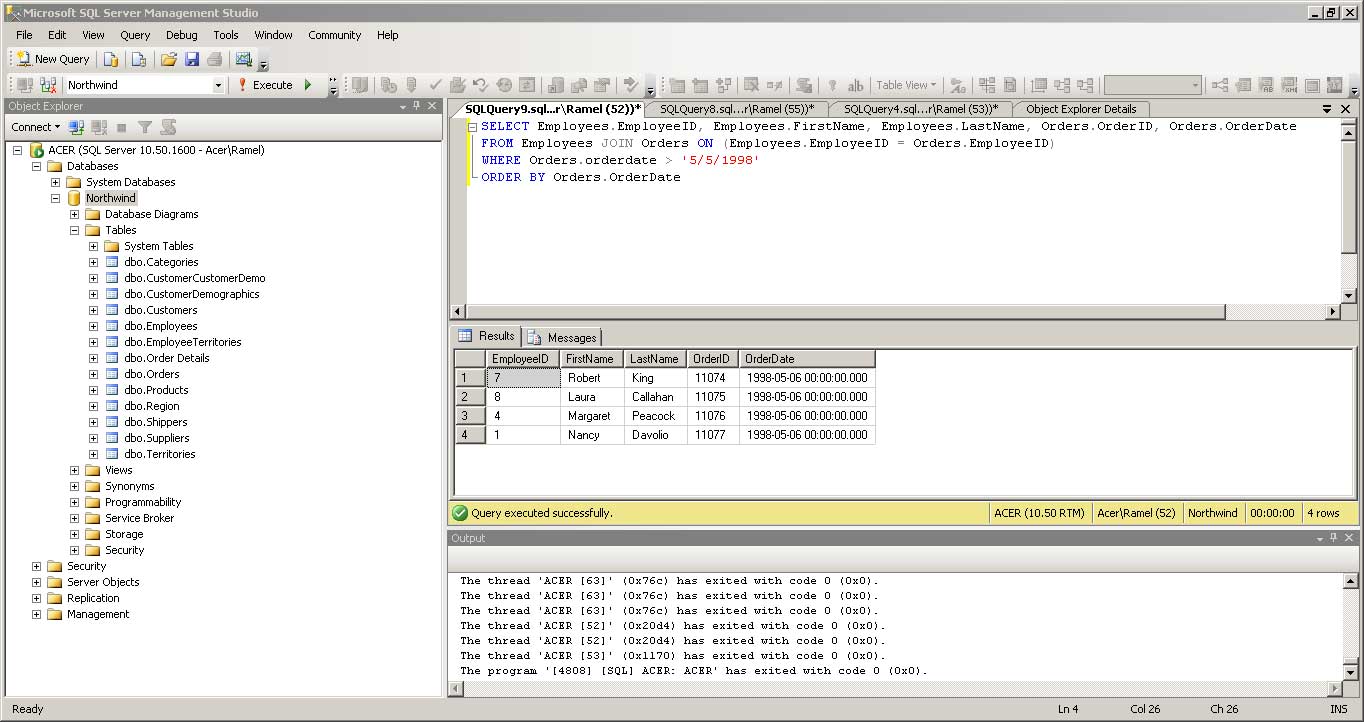 Microsoft SQL Server Management Studio
File Edit View Query Debug Tools Window Community Help
New Query
Northwind Execute Table View
Object Explorer
Connect
ACER (SQL Server 10.50.1600 - Acer\Ramel)
Databases
System Databases
Northwind
Database Diagrams
Tables
System Tables
dbo.Categories
dbo.CustomerCustomerDemo
dbo.CustomerDemographics
dbo.Customers
dbo.Employees
dbo.EmployeeTerritories
dbo.Order Details
dbo.Orders
dbo.Products
dbo.Region
dbo.Shippers
dbo.Suppliers
dbo.Territories
Views
Synonyms
Programmability
Service Broker
Storage
Security
Security
Server Objects
Replication
Management
SQLQuery9.sql...r\Ramel (52))* SQLQuery8.sql...r\Ramel (55))* SQLQuery4.sql...r\Ramel (53))* Object Explorer Details
SELECT Employees.EmployeeID, Employees.FirstName, Employees.LastName, Orders.OrderID, Orders.OrderDate
FROM Employees JOIN Orders ON (Employees.EmployeeID = Orders.EmployeeID)
WHERE Orders.orderdate > '5/5/1998'
ORDER BY Orders.OrderDate
Results Messages
EmployeeID FirstName LastName OrderID OrderDate
1 7 Robert King 11074 1998-05-06 00:00:00.000
2 8 Laura Callahan 11075 1998-05-06 00:00:00.000
3 4 Margaret Peacock 11076 1998-05-06 00:00:00.000
4 1 Nancy Davolio 11077 1998-05-06 00:00:00.000
Query executed successfully. ACER (10.50 RTM) Acer\Ramel (52) Northwind 00:00:00 4 rows
Output
The thread 'ACER [63]' (0x76c) has exited with code 0 (0x0).
The thread 'ACER [63]' (0x76c) has exited with code 0 (0x0).
The thread 'ACER [63]' (0x76c) has exited with code 0 (0x0).
The thread 'ACER [52]' (0x20d4) has exited with code 0 (0x0).
The thread 'ACER [52]' (0x20d4) has exited with code 0 (0x0).
The thread 'ACER [53]' (0x1170) has exited with code 0 (0x0).
The program '[4808] [SQL] ACER: ACER' has exited with code 0 (0x0).
Ready Ln 4 Col 26 Ch 26 INS